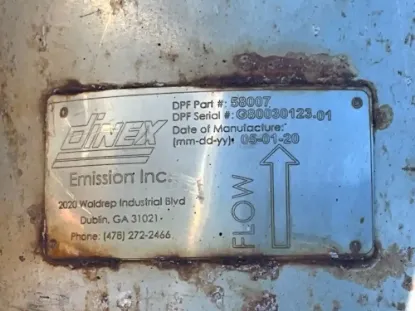 DINEX
Emission Inc.
2020 Waldrep Industrial Blvd
Dublin, GA 31021
Phone: (478) 272-2466
DPF Part #: 58007
DPF Serial #: G80030123.01
Date of Manufacture:
(mm-dd-yy) 05-01-20
FLOW